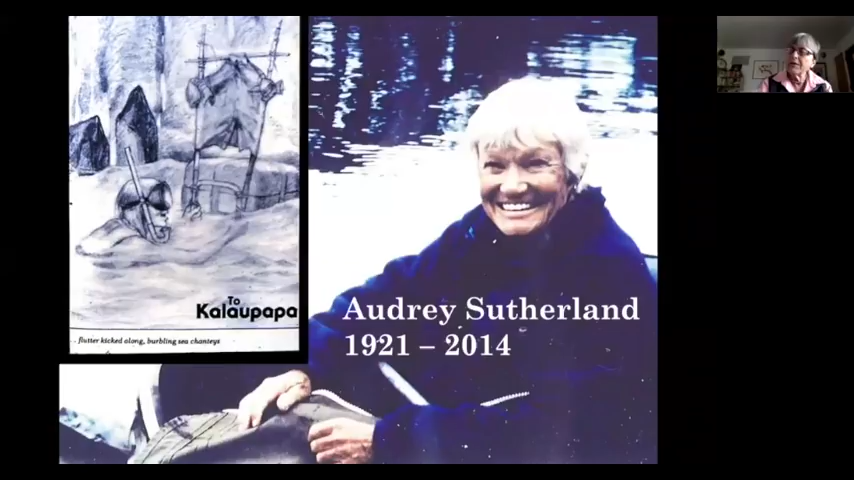 To
Kalaupapa
flutter kicked along, burbling sea chanteys
Audrey Sutherland
1921 – 2014